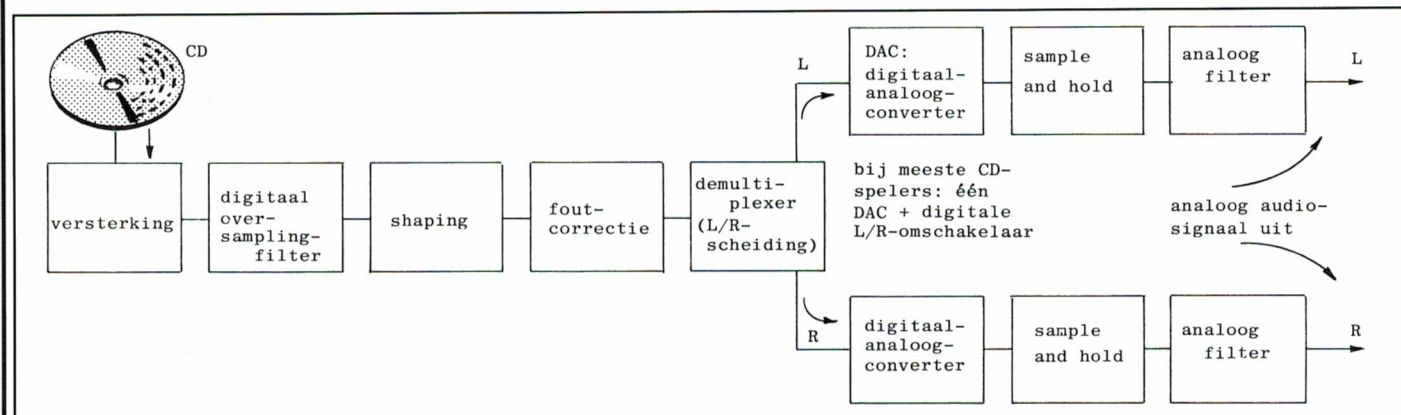 CD
versterking
digitaal
over-
sampling-
filter
shaping
fout-
correctie
demulti-
plexer
(L/R-
scheiding)
L
DAC:
digitaal-
analoog-
converter
sample
and hold
analoog
filter
L
bij meeste CD-
spelers: één
DAC + digitale
L/R-omschakelaar
analoog audio-
signaal uit
R
digitaal-
analoog-
converter
sample
and hold
analoog
filter
R